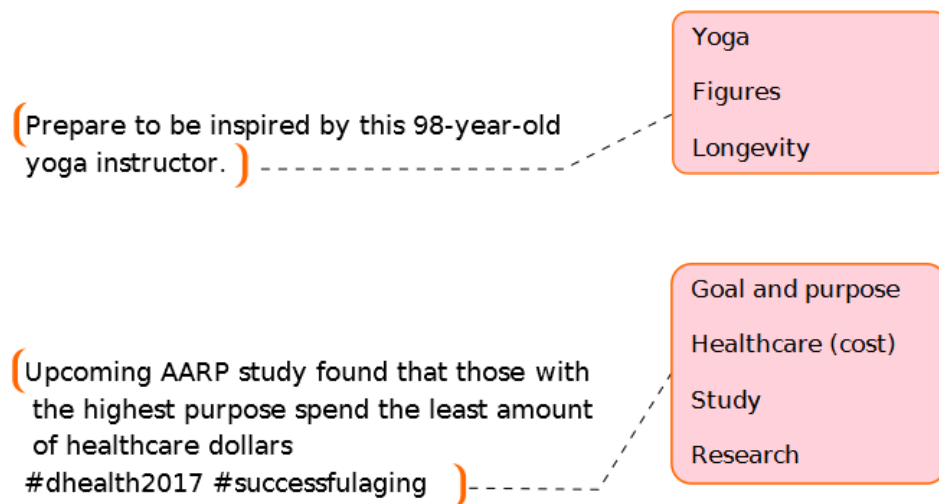 Prepare to be inspired by this 98-year-old
yoga instructor.
Yoga
Figures
Longevity
Upcoming AARP study found that those with
the highest purpose spend the least amount
of healthcare dollars
#dhealth2017 #successfulaging
Goal and purpose
Healthcare (cost)
Study
Research